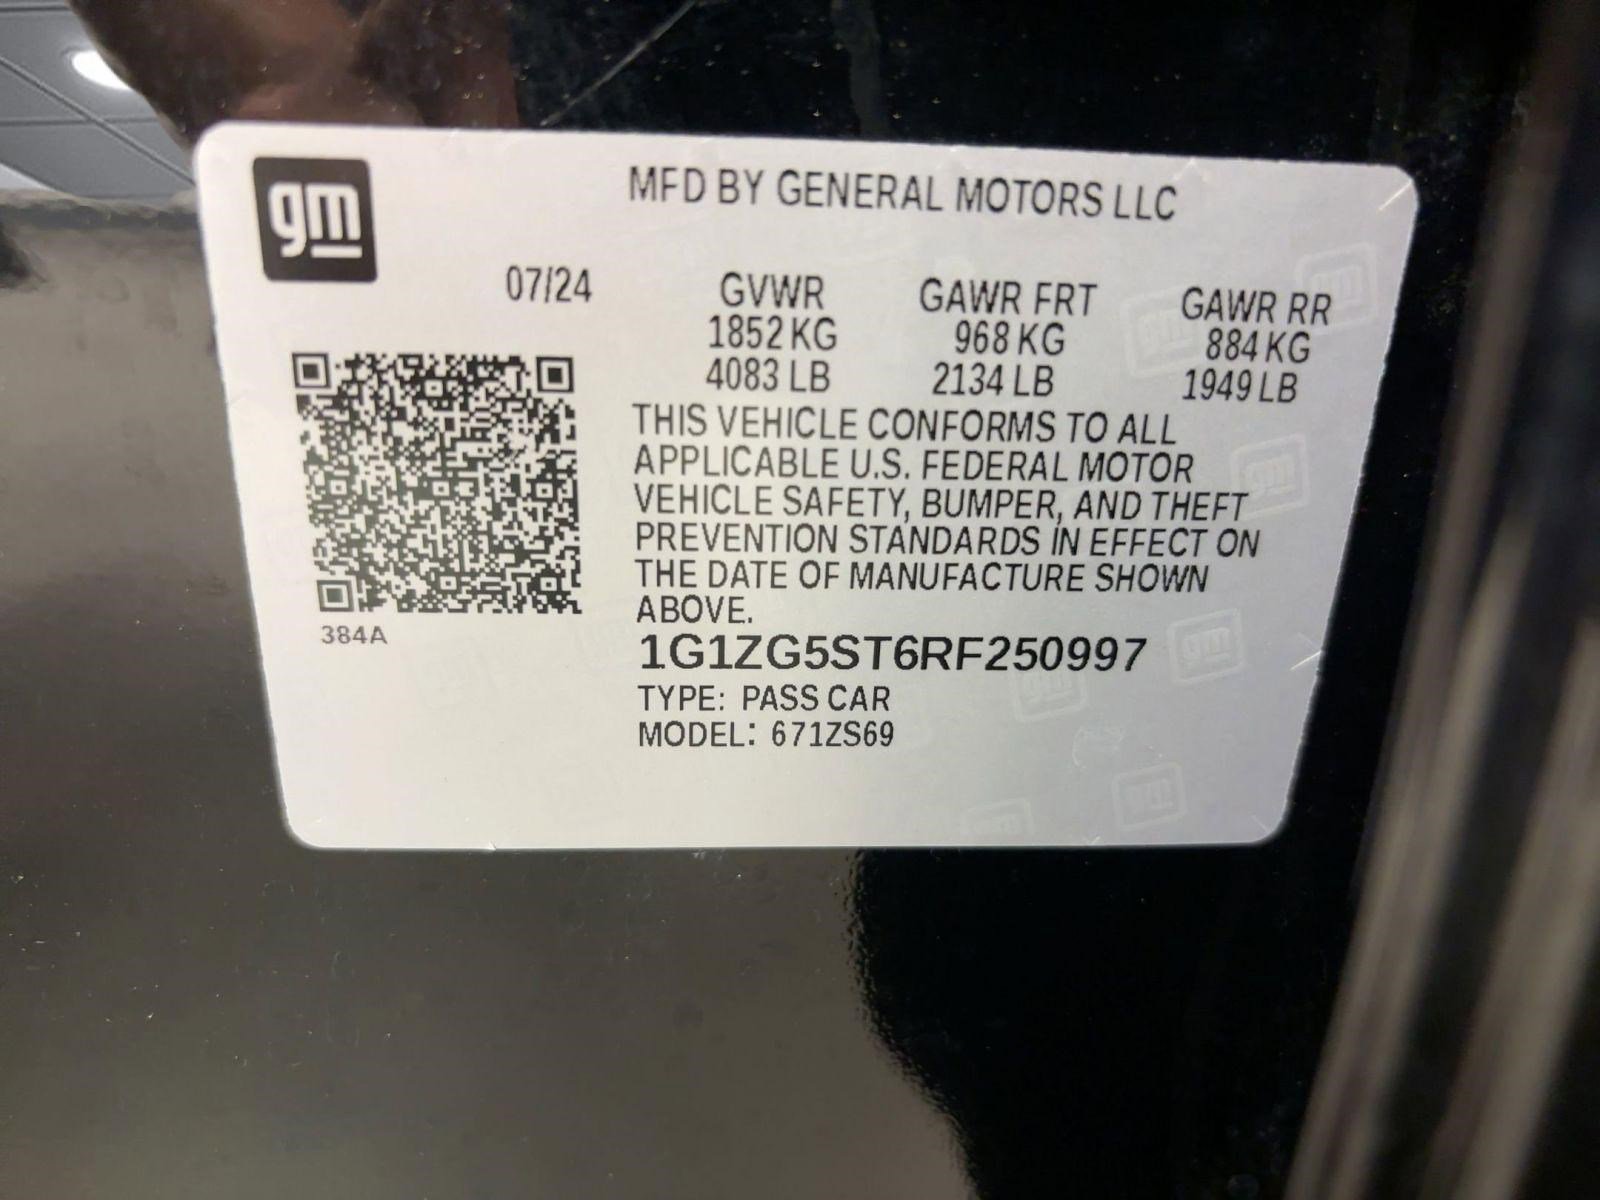 gm
MFD BY GENERAL MOTORS LLC
07/24 GVWR GAWR FRT GAWR RR
1852 KG 968 KG 884 KG
4083 LB 2134 LB 1949 LB
THIS VEHICLE CONFORMS TO ALL
APPLICABLE U.S. FEDERAL MOTOR
VEHICLE SAFETY, BUMPER, AND THEFT
PREVENTION STANDARDS IN EFFECT ON
THE DATE OF MANUFACTURE SHOWN
ABOVE.
384A
1G1ZG5ST6RF250997
TYPE: PASS CAR
MODEL: 671ZS69